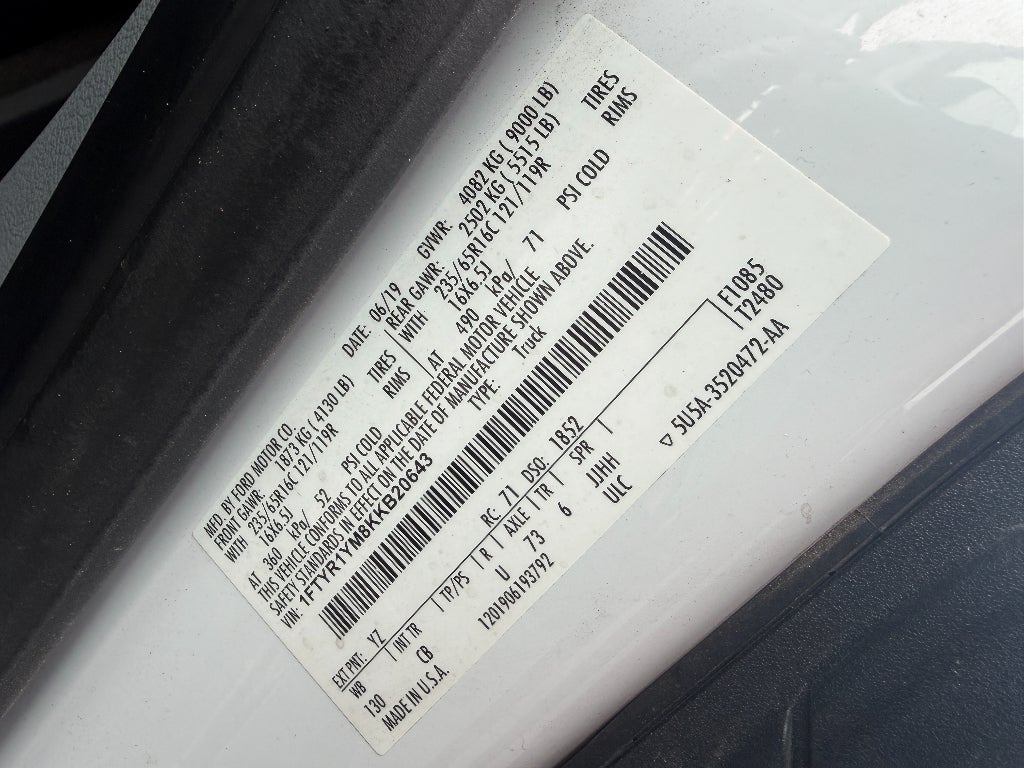 MFD. BY FORD MOTOR CO. DATE: 06/19 GVWR: 4082 KG ( 9000 LB)
FRONT GAWR: 1873 KG ( 4130 LB) REAR GAWR: 2502 KG ( 5515 LB)
WITH 235/65R16C 121/119R TIRES WITH 235/65R16C 121/119R TIRES
16X6.5J RIMS 16X6.5J RIMS
AT 360 kPa/ 52 PSI COLD AT 490 kPa/ 71 PSI COLD
THIS VEHICLE CONFORMS TO ALL APPLICABLE FEDERAL MOTOR VEHICLE
SAFETY STANDARDS IN EFFECT ON THE DATE OF MANUFACTURE SHOWN ABOVE.
VIN: 1FTYR1YM8KKB20643 TYPE: Truck
EXT PNT: YZ RC: 71 DSO: 1B52
WB INT TR TP/PS R AXLE TR SPR F1085
130 CB U 73 6 JJHH T2480
MADE IN U.S.A. 1201906193792 ULC ▽ 5U5A-3520472-AA